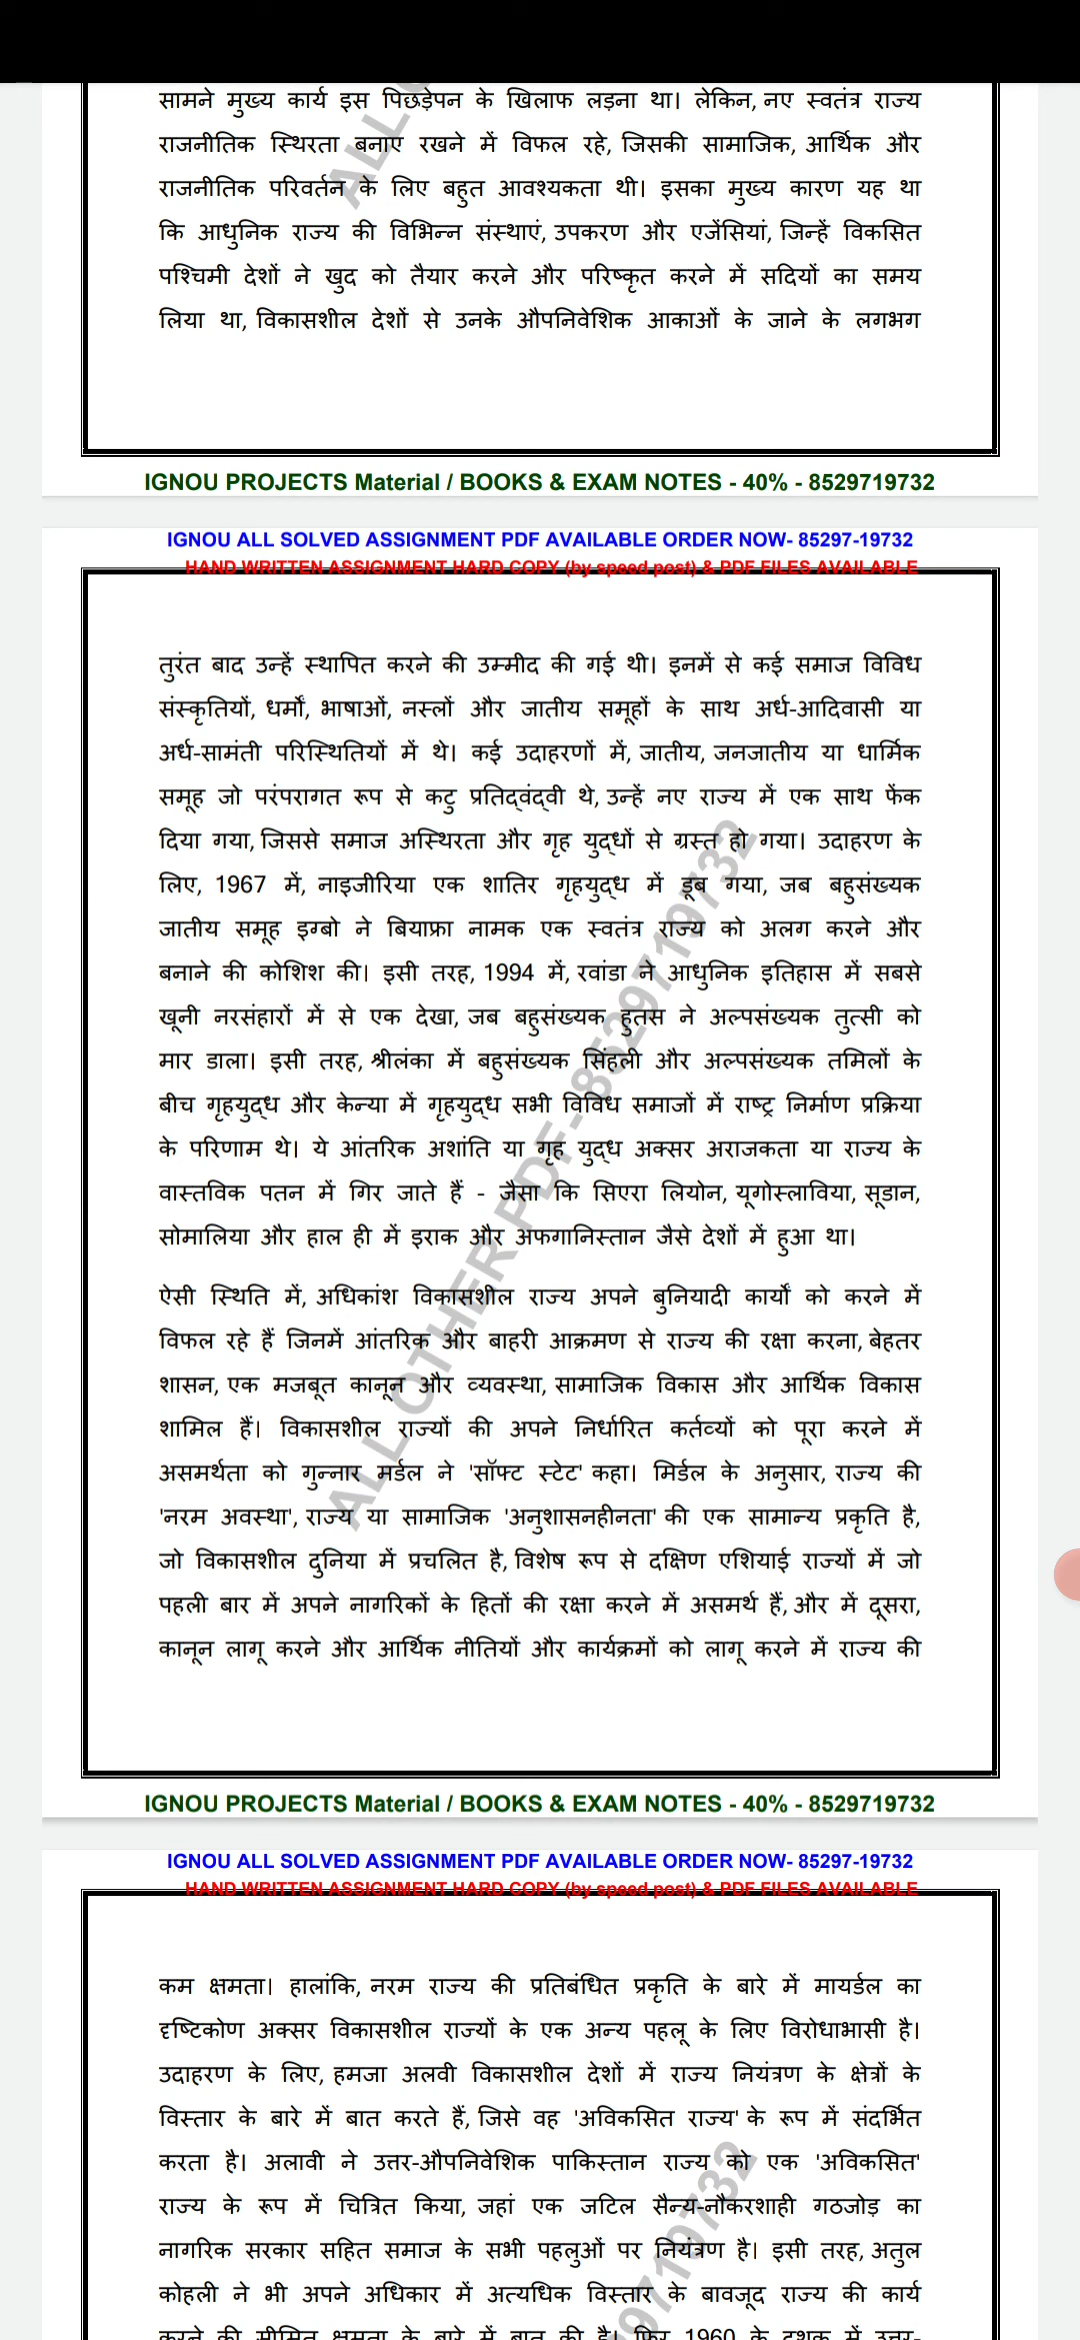 सामने मुख्य कार्य इस पिछड़ेपन के खिलाफ लड़ना था। लेकिन, नए स्वतंत्र राज्य
राजनीतिक स्थिरता बनाए रखने में विफल रहे, जिसकी सामाजिक, आर्थिक और
राजनीतिक परिवर्तन के लिए बहुत आवश्यकता थी। इसका मुख्य कारण यह था
कि आधुनिक राज्य की विभिन्न संस्थाएं, उपकरण और एजेंसियां, जिन्हें विकसित
पश्चिमी देशों ने खुद को तैयार करने और परिष्कृत करने में सदियों का समय
लिया था, विकासशील देशों से उनके औपनिवेशिक आकाओं के जाने के लगभग
IGNOU PROJECTS Material / BOOKS & EXAM NOTES - 40% - 8529719732
IGNOU ALL SOLVED ASSIGNMENT PDF AVAILABLE ORDER NOW- 85297-19732
HAND WRITTEN ASSIGNMENT HARD COPY (by speed post) & PDF FILES AVAILABLE
तुरंत बाद उन्हें स्थापित करने की उम्मीद की गई थी। इनमें से कई समाज विविध
संस्कृतियों, धर्मों, भाषाओं, नस्लों और जातीय समूहों के साथ अर्ध-आदिवासी या
अर्ध-सामंती परिस्थितियों में थे। कई उदाहरणों में, जातीय, जनजातीय या धार्मिक
समूह जो परंपरागत रूप से कटु प्रतिद्वंद्वी थे, उन्हें नए राज्य में एक साथ फेंक
दिया गया, जिससे समाज अस्थिरता और गृह युद्धों से ग्रस्त हो गया। उदाहरण के
लिए, 1967 में, नाइजीरिया एक शातिर गृहयुद्ध में डूब गया, जब बहुसंख्यक
जातीय समूह इग्बो ने बियाफ्रा नामक एक स्वतंत्र राज्य को अलग करने और
बनाने की कोशिश की। इसी तरह, 1994 में, रवांडा ने आधुनिक इतिहास में सबसे
खूनी नरसंहारों में से एक देखा, जब बहुसंख्यक हुतस ने अल्पसंख्यक तुत्सी को
मार डाला। इसी तरह, श्रीलंका में बहुसंख्यक सिंहली और अल्पसंख्यक तमिलों के
बीच गृहयुद्ध और केन्या में गृहयुद्ध सभी विविध समाजों में राष्ट्र निर्माण प्रक्रिया
के परिणाम थे। ये आंतरिक अशांति या गृह युद्ध अक्सर अराजकता या राज्य के
वास्तविक पतन में गिर जाते हैं - जैसा कि सिएरा लियोन, यूगोस्लाविया, सूडान,
सोमालिया और हाल ही में इराक और अफगानिस्तान जैसे देशों में हुआ था।
ऐसी स्थिति में, अधिकांश विकासशील राज्य अपने बुनियादी कार्यों को करने में
विफल रहे हैं जिनमें आंतरिक और बाहरी आक्रमण से राज्य की रक्षा करना, बेहतर
शासन, एक मजबूत कानून और व्यवस्था, सामाजिक विकास और आर्थिक विकास
शामिल हैं। विकासशील राज्यों की अपने निर्धारित कर्तव्यों को पूरा करने में
असमर्थता को गुन्नार मर्डल ने 'सॉफ्ट स्टेट' कहा। मिर्डल के अनुसार, राज्य की
'नरम अवस्था', राज्य या सामाजिक 'अनुशासनहीनता' की एक सामान्य प्रकृति है,
जो विकासशील दुनिया में प्रचलित है, विशेष रूप से दक्षिण एशियाई राज्यों में जो
पहली बार में अपने नागरिकों के हितों की रक्षा करने में असमर्थ हैं, और में दूसरा,
कानून लागू करने और आर्थिक नीतियों और कार्यक्रमों को लागू करने में राज्य की
ALL OTHER PDF- 8529719732
IGNOU PROJECTS Material / BOOKS & EXAM NOTES - 40% - 8529719732
IGNOU ALL SOLVED ASSIGNMENT PDF AVAILABLE ORDER NOW- 85297-19732
HAND WRITTEN ASSIGNMENT HARD COPY (by speed post) & PDF FILES AVAILABLE
कम क्षमता। हालांकि, नरम राज्य की प्रतिबंधित प्रकृति के बारे में मायर्डल का
दृष्टिकोण अक्सर विकासशील राज्यों के एक अन्य पहलू के लिए विरोधाभासी है।
उदाहरण के लिए, हमजा अलवी विकासशील देशों में राज्य नियंत्रण के क्षेत्रों के
विस्तार के बारे में बात करते हैं, जिसे वह 'अविकसित राज्य' के रूप में संदर्भित
करता है। अलावी ने उत्तर-औपनिवेशिक पाकिस्तान राज्य को एक 'अविकसित'
राज्य के रूप में चित्रित किया, जहां एक जटिल सैन्य-नौकरशाही गठजोड़ का
नागरिक सरकार सहित समाज के सभी पहलुओं पर नियंत्रण है। इसी तरह, अतुल
कोहली ने भी अपने अधिकार में अत्यधिक विस्तार के बावजूद राज्य की कार्य
करने की सीमित क्षमता के बारे में बात की है। फिर 1960 के दशक में उत्तर-